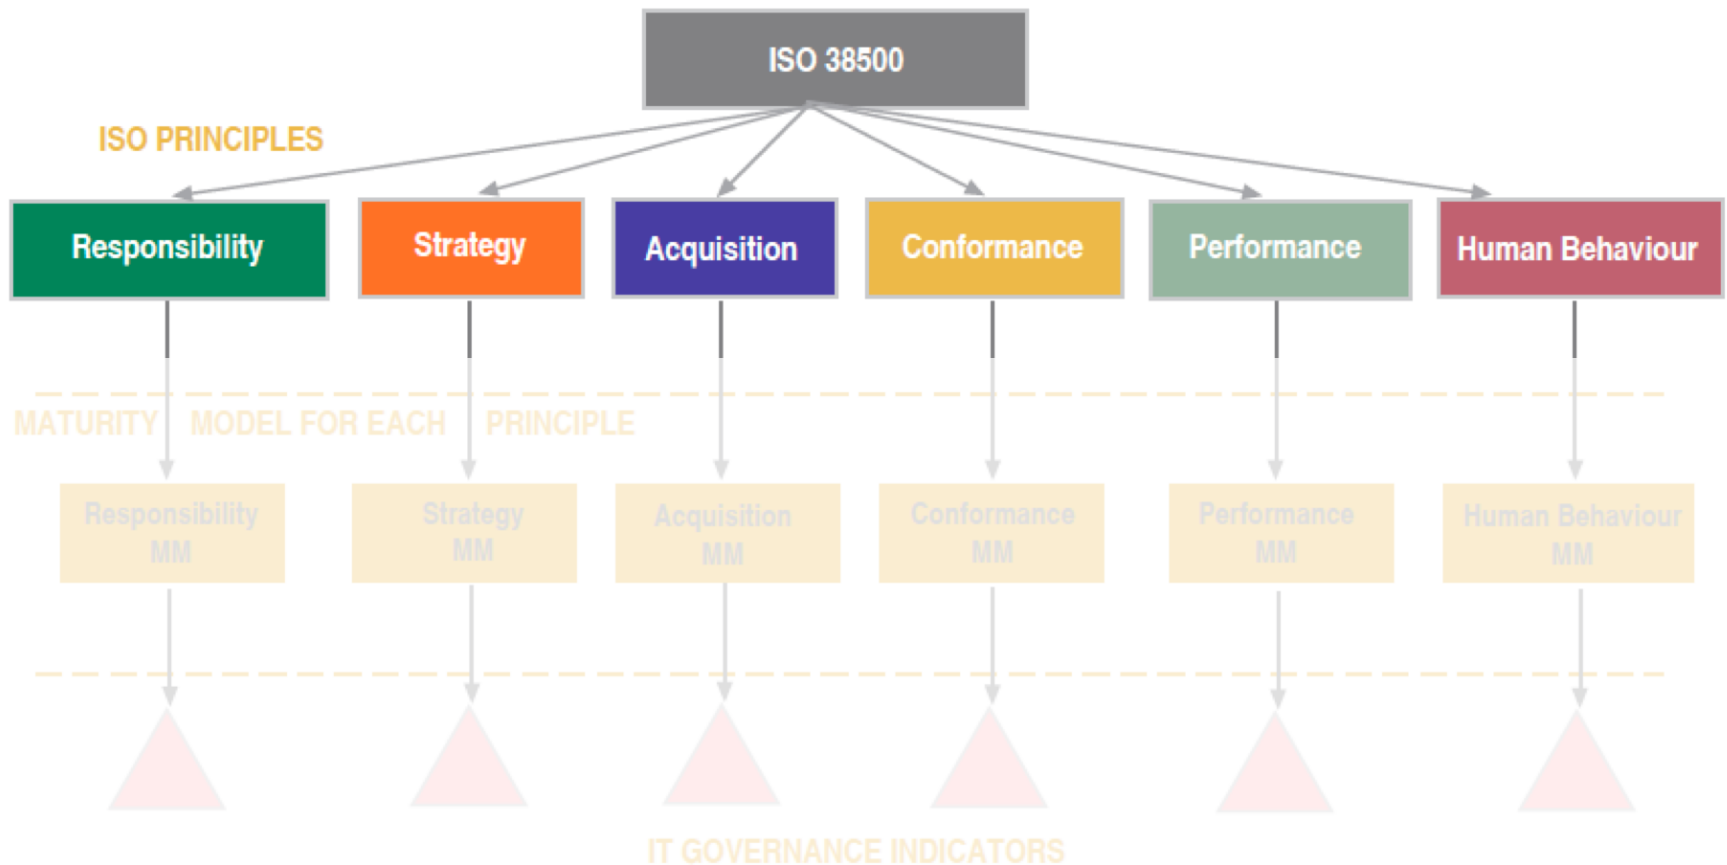 ISO 38500
ISO PRINCIPLES
Responsibility
Strategy
Acquisition
Conformance
Performance
Human Behaviour
MATURITY MODEL FOR EACH PRINCIPLE
Responsibility
MM
Strategy
MM
Acquisition
MM
Conformance
MM
Performance
MM
Human Behaviour
MM
IT GOVERNANCE INDICATORS